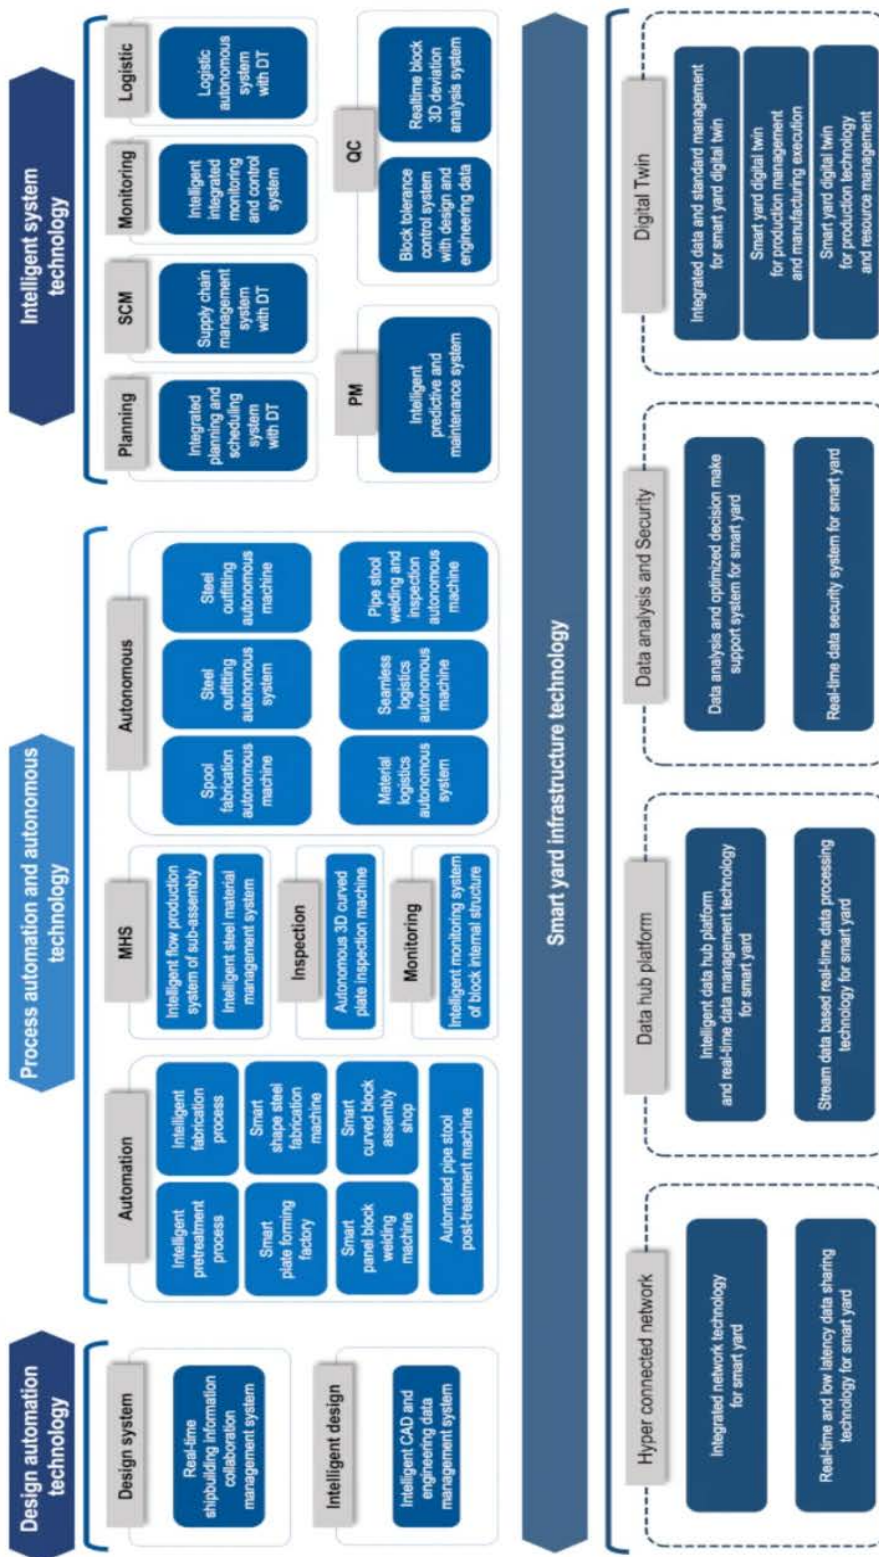 Design automation
technology
Design system
Real-time
shipbuilding information
collaboration
management system
Intelligent design
Intelligent CAD and
engineering data
management system
Process automation and autonomous
technology
Automation
Intelligent
pretreatment
process
Intelligent
fabrication
process
Smart
plate forming
factory
Smart
shape steel
fabrication
machine
Smart
panel block
welding
machine
Smart
curved block
assembly
shop
Automated pipe stool
post-treatment machine
MHS
Intelligent flow production
system of sub-assembly
Intelligent steel material
management system
Inspection
Autonomous 3D curved
plate inspection machine
Monitoring
Intelligent monitoring system
of block internal structure
Autonomous
Spool
fabrication
autonomous
machine
Steel
outfitting
autonomous
system
Steel
outfitting
autonomous
machine
Material
logistics
autonomous
system
Seamless
logistics
autonomous
machine
Pipe stool
welding and
inspection
autonomous
machine
Intelligent system
technology
Planning
Integrated
planning and
scheduling
system
with DT
SCM
Supply chain
management
system
with DT
Monitoring
Intelligent
integrated
monitoring
and control
system
Logistic
Logistic
autonomous
system
with DT
PM
Intelligent
predictive and
maintenance system
QC
Block tolerance
control system
with design and
engineering data
Realtime block
3D deviation
analysis system
Smart yard infrastructure technology
Hyper connected network
Integrated network technology
for smart yard
Real-time and low latency data sharing
technology for smart yard
Data hub platform
Intelligent data hub platform
and real-time data management technology
for smart yard
Stream data based real-time data processing
technology for smart yard
Data analysis and Security
Data analysis and optimized decision make
support system for smart yard
Real-time data security system for smart yard
Digital Twin
Integrated data and standard management
for smart yard digital twin
Smart yard digital twin
for production management
and manufacturing execution
Smart yard digital twin
for production technology
and resource management